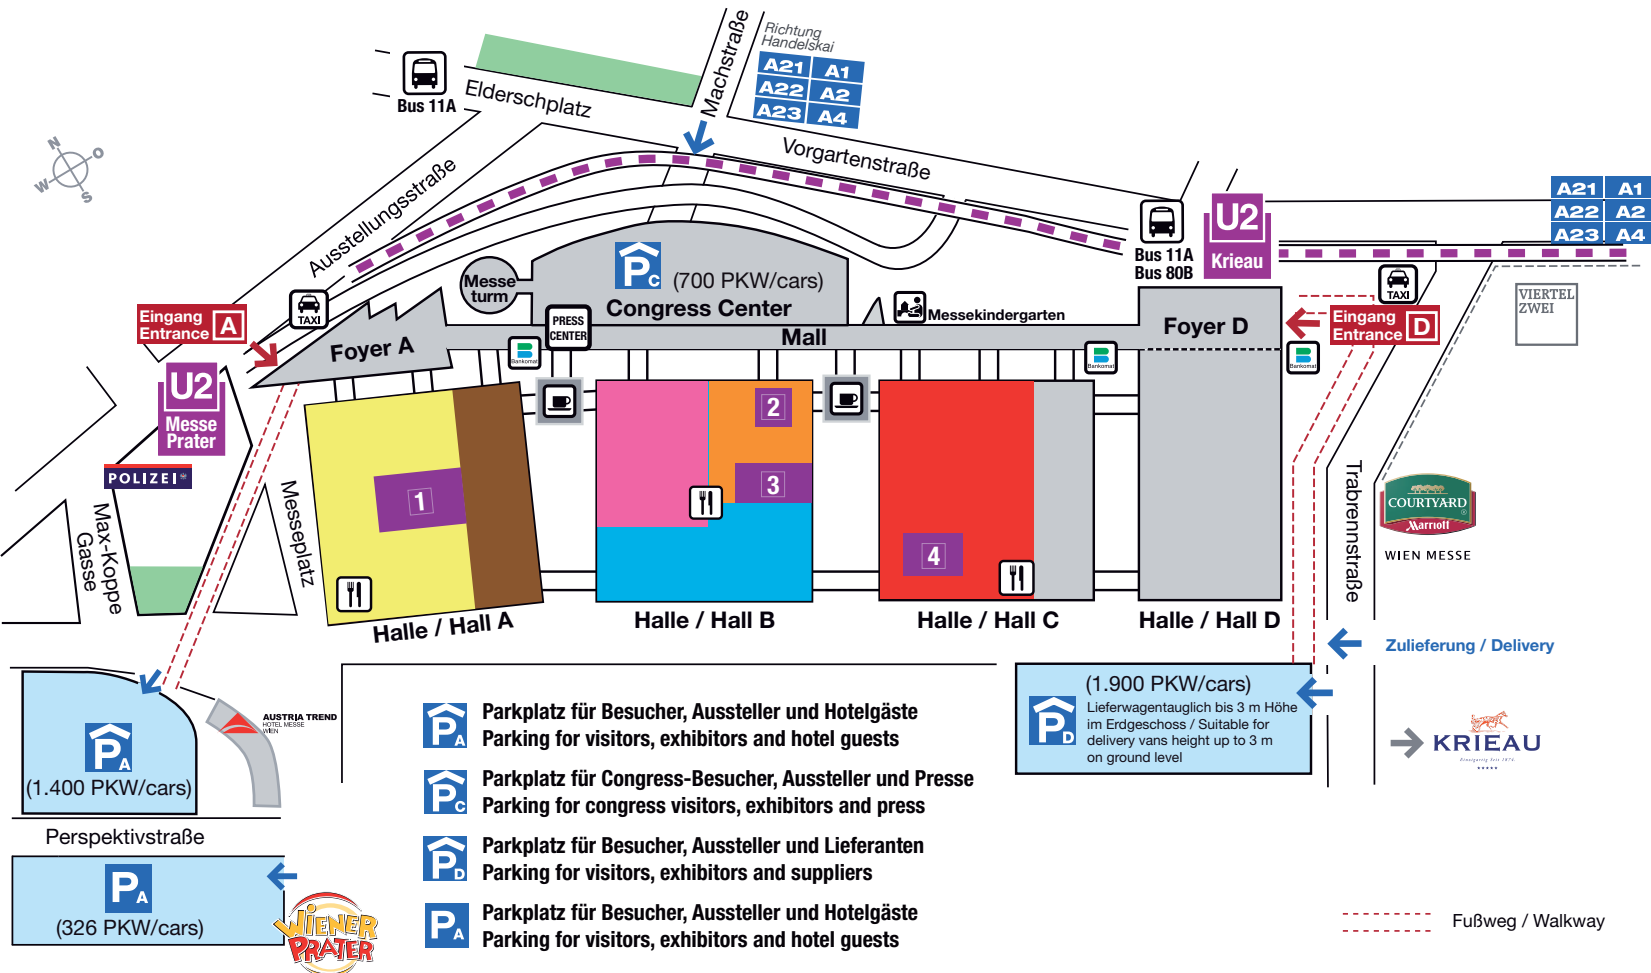 Machstraße
Richtung
Handelskai
A21 A1
A22 A2
A23 A4
Bus 11A
Elderschplatz
Vorgartenstraße
Ausstellungsstraße
N
O
W
S
A21 A1
A22 A2
A23 A4
U2
Krieau
Bus 11A
Bus 80B
Messe
turm
P C
(700 PKW/cars)
Congress Center
TAXI
TAXI
Eingang
Entrance A
Eingang
Entrance D
VIERTEL
ZWEI
PRESS
CENTER
Messekindergarten
Mall
Foyer A
Foyer D
Bankomat
Bankomat
Bankomat
U2
Messe
Prater
POLIZEI
Max-Koppe
Gasse
Messeplatz
1
2
3
4
Trabrennstraße
COURTYARD
Marriott
WIEN MESSE
Halle / Hall A
Halle / Hall B
Halle / Hall C
Halle / Hall D
Zulieferung / Delivery
P A
(1.400 PKW/cars)
AUSTRIA TREND
HOTEL MESSE
WIEN
Perspektivstraße
P A
(326 PKW/cars)
WIENER
PRATER
P A
Parkplatz für Besucher, Aussteller und Hotelgäste
Parking for visitors, exhibitors and hotel guests
P C
Parkplatz für Congress-Besucher, Aussteller und Presse
Parking for congress visitors, exhibitors and press
P D
Parkplatz für Besucher, Aussteller und Lieferanten
Parking for visitors, exhibitors and suppliers
P A
Parkplatz für Besucher, Aussteller und Hotelgäste
Parking for visitors, exhibitors and hotel guests
P D
(1.900 PKW/cars)
Lieferwagentauglich bis 3 m Höhe
im Erdgeschoss / Suitable for
delivery vans height up to 3 m
on ground level
KRIEAU
Einzigartig Seit 1878
Fußweg / Walkway